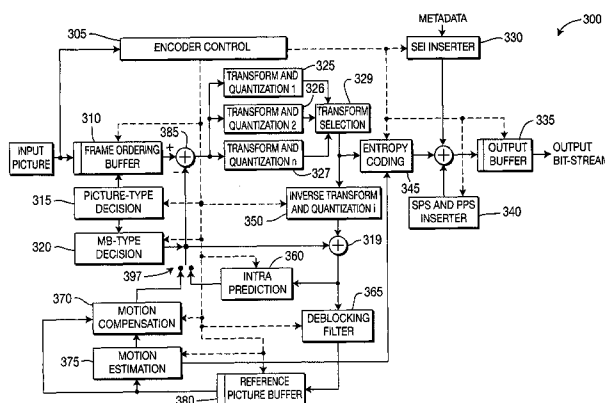 METADATA
300
305
ENCODER CONTROL
SEI INSERTER
330
325
TRANSFORM AND
QUANTIZATION 1
326
TRANSFORM AND
QUANTIZATION 2
329
TRANSFORM
SELECTION
310
385
335
INPUT
PICTURE
FRAME ORDERING
BUFFER
+
-
TRANSFORM AND
QUANTIZATION n
327
ENTROPY
CODING
345
+
OUTPUT
BUFFER
OUTPUT
BIT-STREAM
315
PICTURE-TYPE
DECISION
INVERSE TRANSFORM
AND QUANTIZATION i
350
SPS AND PPS
INSERTER
340
320
MB-TYPE
DECISION
319
397
360
INTRA
PREDICTION
370
MOTION
COMPENSATION
365
DEBLOCKING
FILTER
375
MOTION
ESTIMATION
REFERENCE
PICTURE BUFFER
380